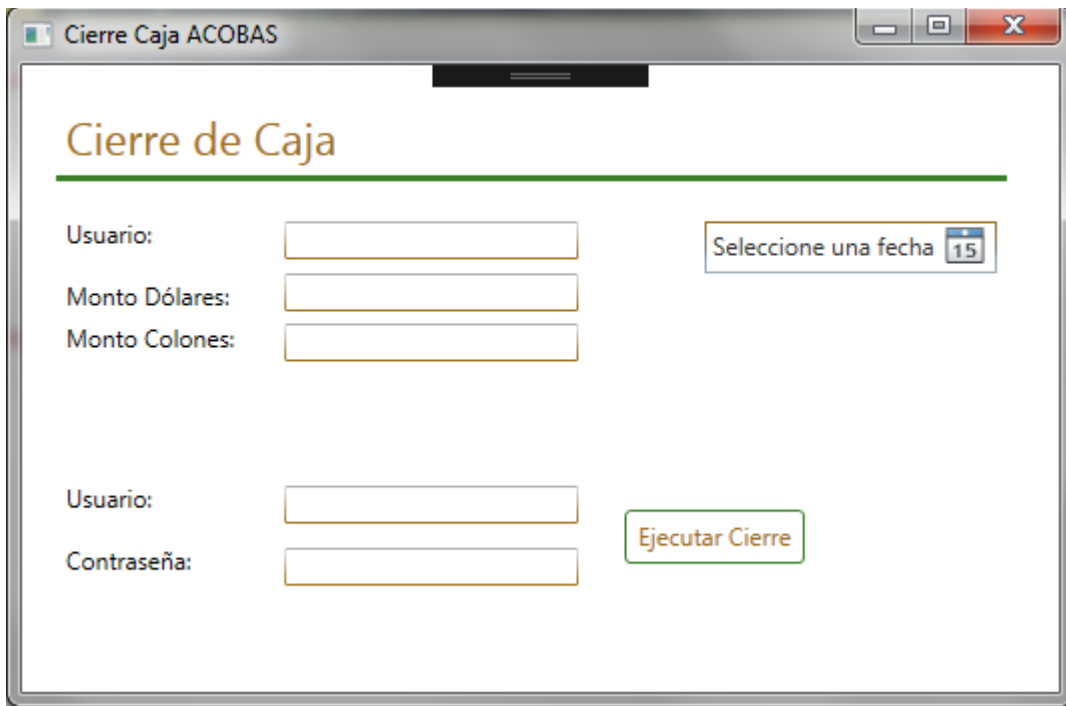 Cierre Caja ACOBAS
Cierre de Caja
Usuario:
Seleccione una fecha 15
Monto Dólares:
Monto Colones:
Usuario:
Ejecutar Cierre
Contraseña: